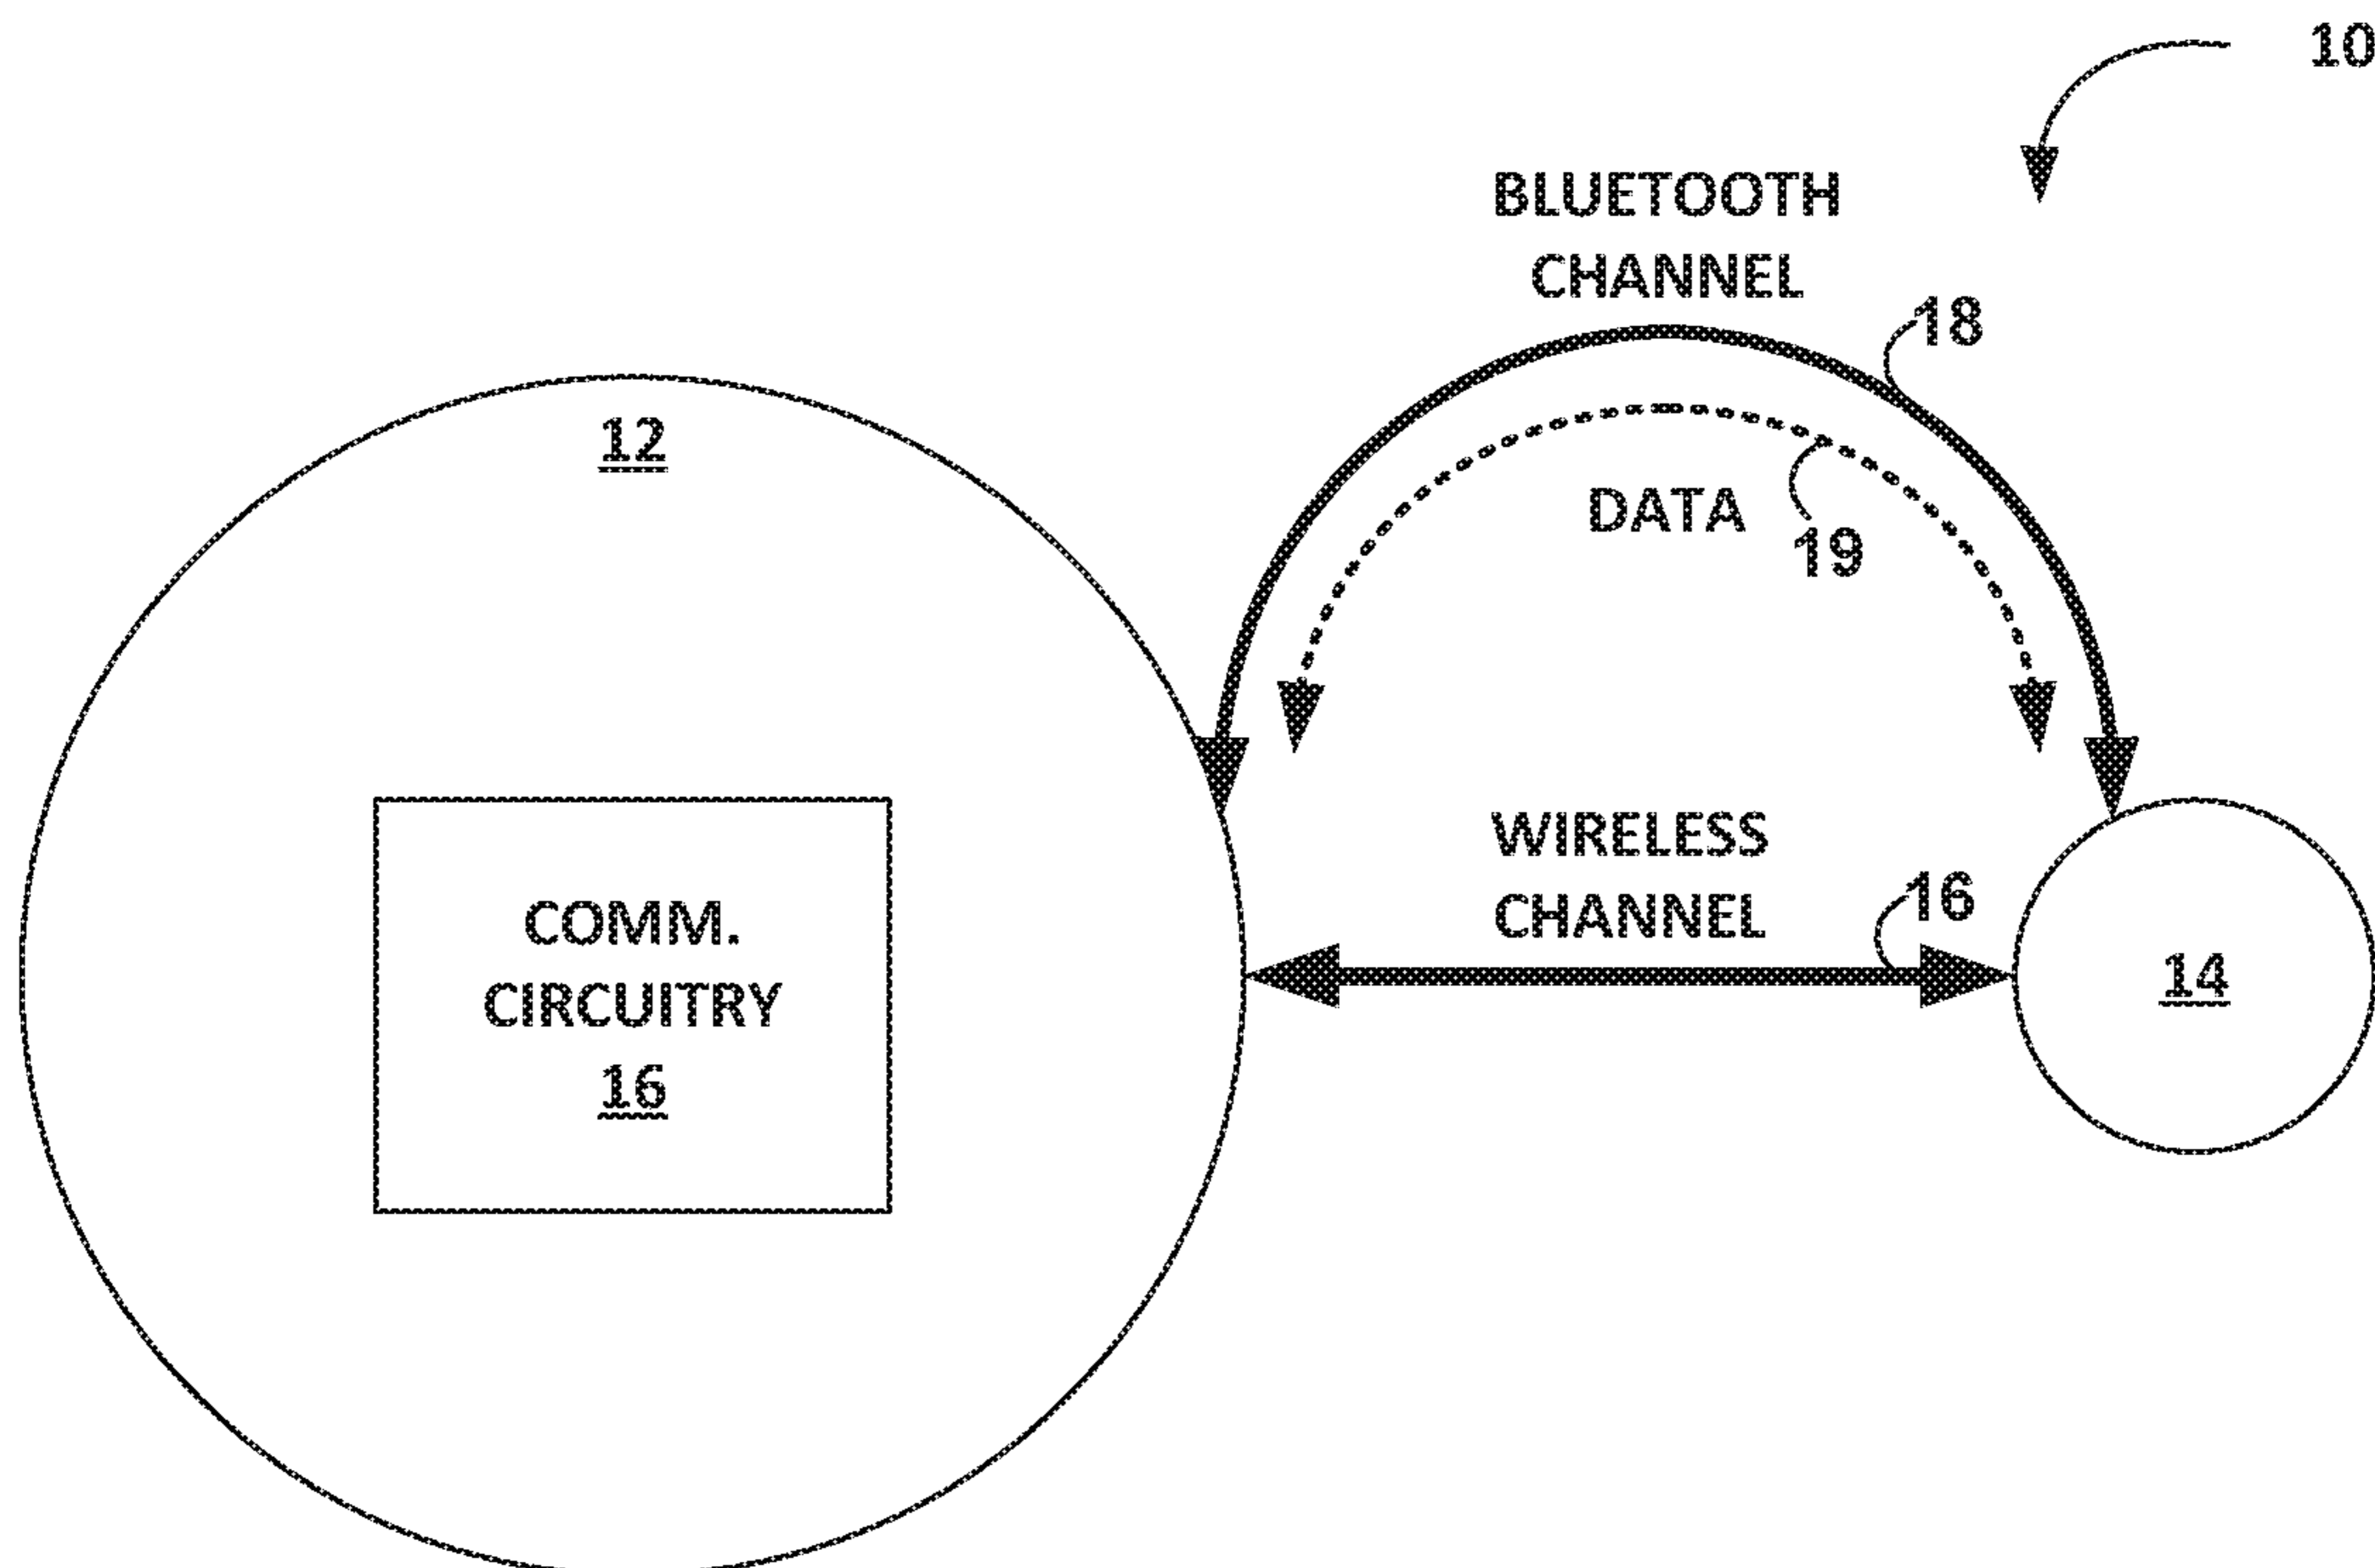 10
BLUETOOTH
CHANNEL
18
12
DATA
19
WIRELESS
CHANNEL
16
COMM.
CIRCUITRY
16
14